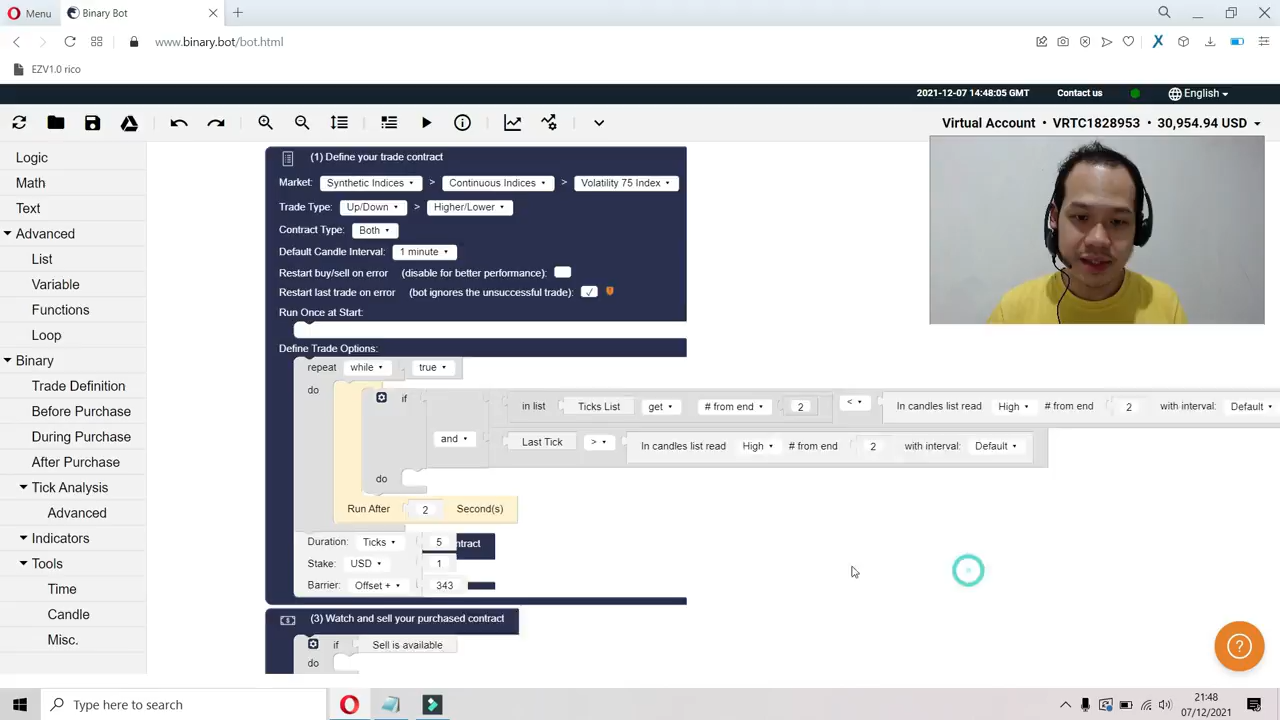 Menu
Binary Bot
www.binary.bot/bot.html
EZV1.0 rico
2021-12-07 14:48:05 GMT
Contact us
English
Virtual Account • VRTC1828953 • 30,954.94 USD
Logic
Math
Text
Advanced
List
Variable
Functions
Loop
Binary
Trade Definition
Before Purchase
During Purchase
After Purchase
Tick Analysis
Advanced
Indicators
Tools
Time
Candle
Misc.
(1) Define your trade contract
Market: Synthetic Indices > Continuous Indices > Volatility 75 Index
Trade Type: Up/Down > Higher/Lower
Contract Type: Both
Default Candle Interval: 1 minute
Restart buy/sell on error (disable for better performance):
Restart last trade on error (bot ignores the unsuccessful trade): ✓
Run Once at Start:
Define Trade Options:
repeat while true
do
if in list Ticks List get # from end 2 < In candles list read High # from end 2 with interval: Default
and Last Tick > In candles list read High # from end 2 with interval: Default
do
Run After 2 Second(s)
Duration: Ticks 5
ntract
Stake: USD 1
Barrier: Offset + 343
(3) Watch and sell your purchased contract
if Sell is available
do
Type here to search
21:48
07/12/2021